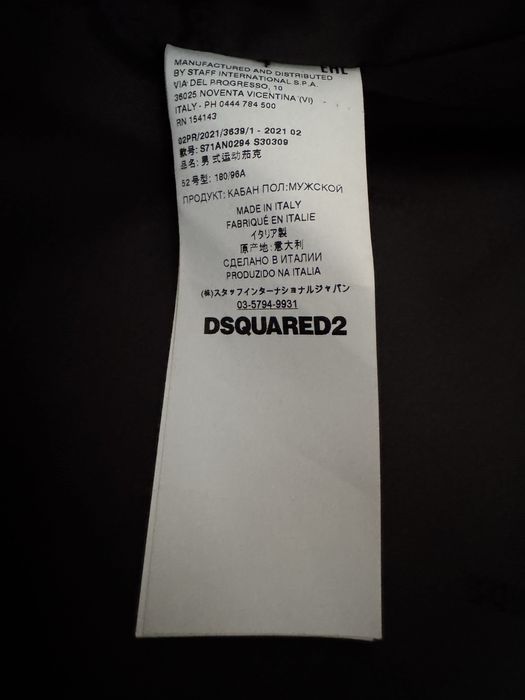 EAC
MANUFACTURED AND DISTRIBUTED
BY STAFF INTERNATIONAL S.P.A.
VIA DEL PROGRESSO, 10
36025 NOVENTA VICENTINA (VI)
ITALY - PH 0444 784 500
RN 154143
02PR/2021/3639/1 - 2021 02
款号: S71AN0294 S30309
品名: 男式运动茄克
52号型: 180/96A
ПРОДУКТ: КАБАН ПОЛ:МУЖСКОЙ
MADE IN ITALY
FABRIQUÉ EN ITALIE
イタリア製
原产地:意大利
СДЕЛАНО В ИТАЛИИ
PRODUZIDO NA ITALIA
(株)スタッフインターナショナルジャパン
03-5794-9931
DSQUARED2